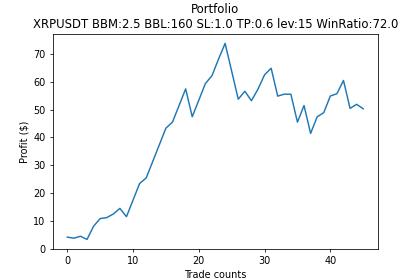 Portfolio
XRPUSDT BBM:2.5 BBL:160 SL:1.0 TP:0.6 lev:15 WinRatio:72.0
70
60
50
40
30
20
10
0
Profit ($)
0 10 20 30 40
Trade counts